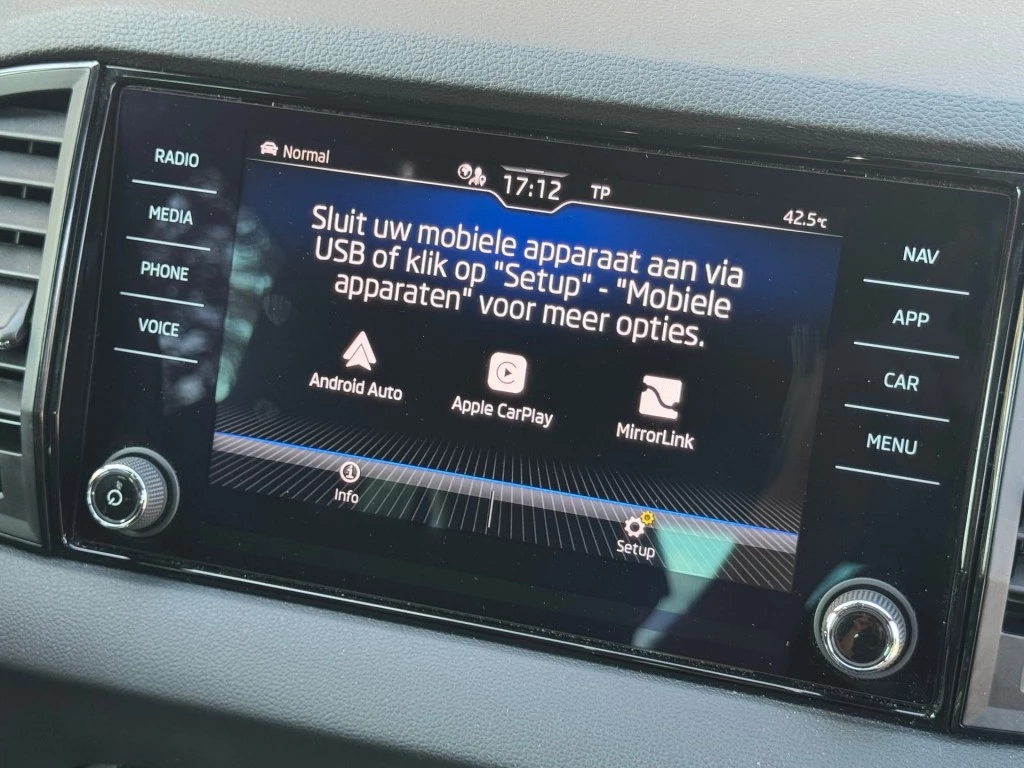 RADIO
MEDIA
PHONE
VOICE
Normal
17:12
TP
42.5°C
Sluit uw mobiele apparaat aan via
USB of klik op "Setup" - "Mobiele
apparaten" voor meer opties.
Android Auto
Apple CarPlay
MirrorLink
Info
Setup
NAV
APP
CAR
MENU